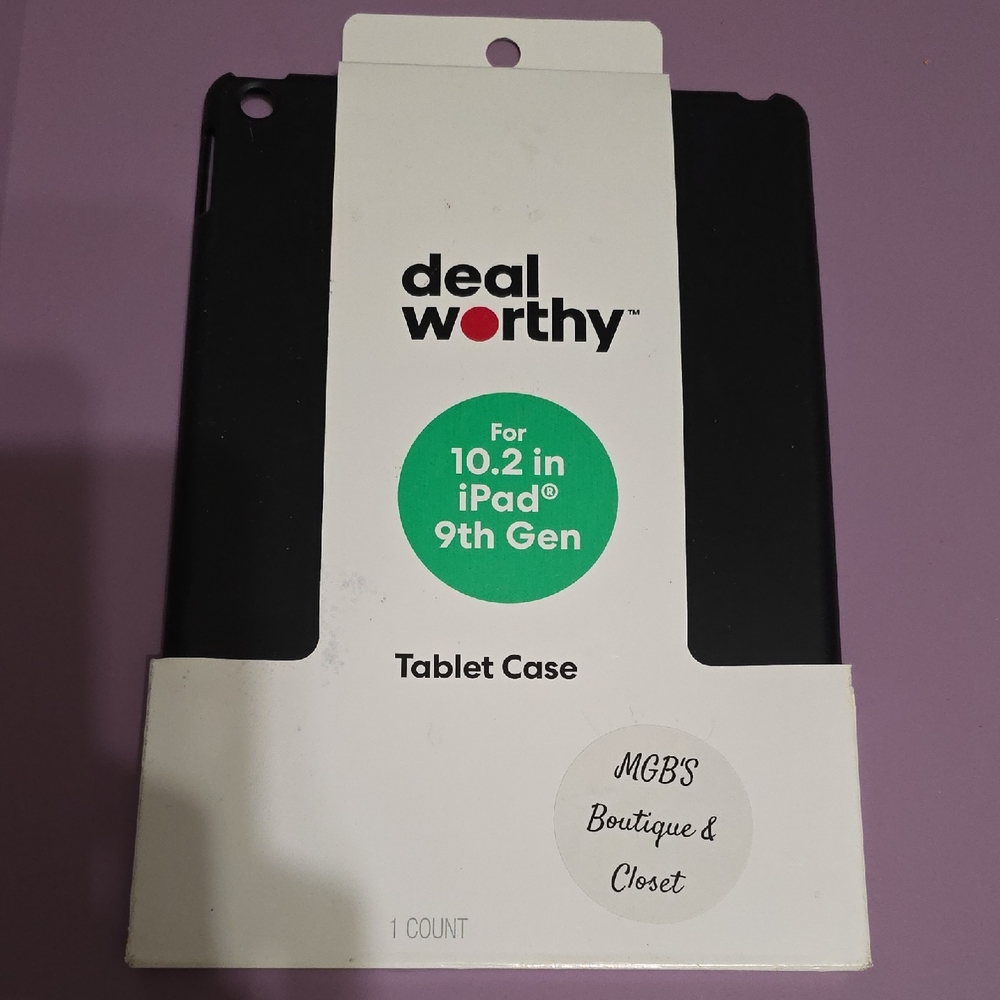 deal
worthy™
For
10.2 in
iPad®
9th Gen
Tablet Case
MGB'S
Boutique &
Closet
1 COUNT